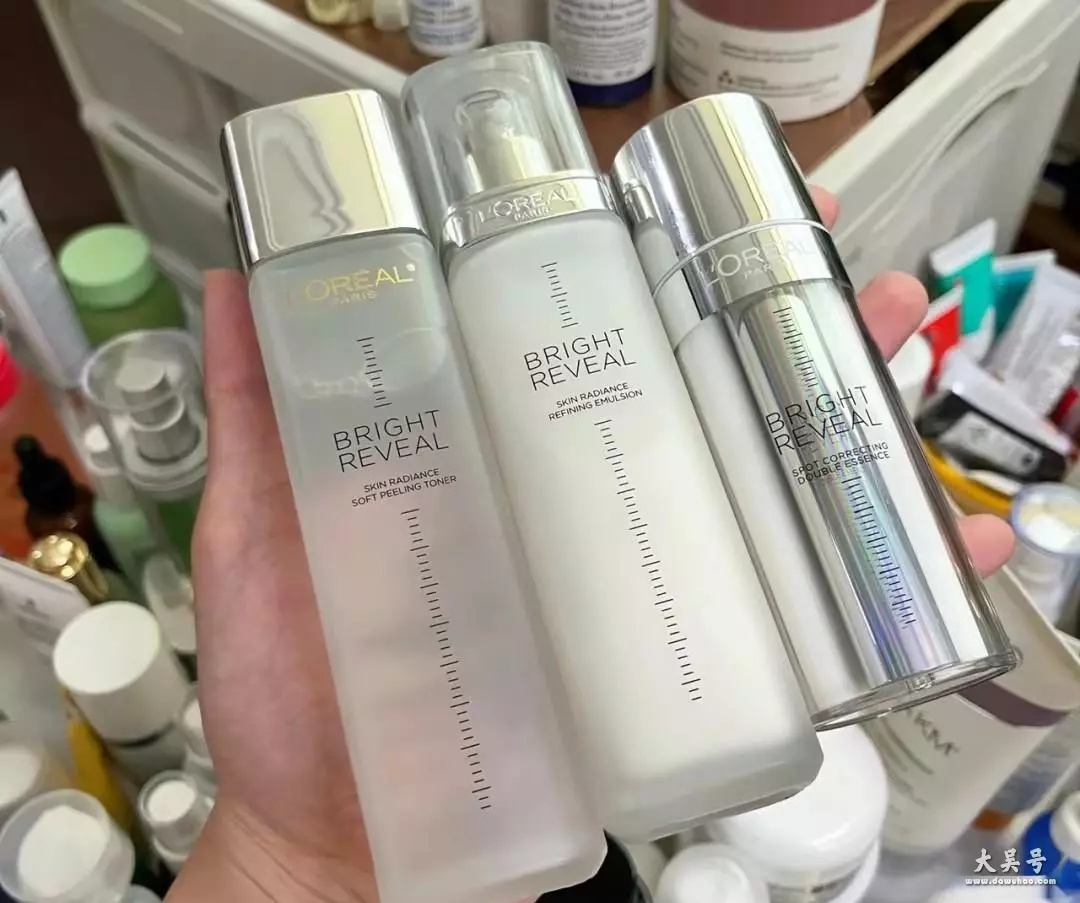 L'ORÉAL
PARIS
BRIGHT
REVEAL
SKIN RADIANCE
SOFT PEELING TONER
L'ORÉAL
PARIS
BRIGHT
REVEAL
SKIN RADIANCE
REFINING EMULSION
L'ORÉAL
PARIS
BRIGHT
REVEAL
SPOT CORRECTING
DOUBLE ESSENCE
KM
大吴号
www.dawuhao.com